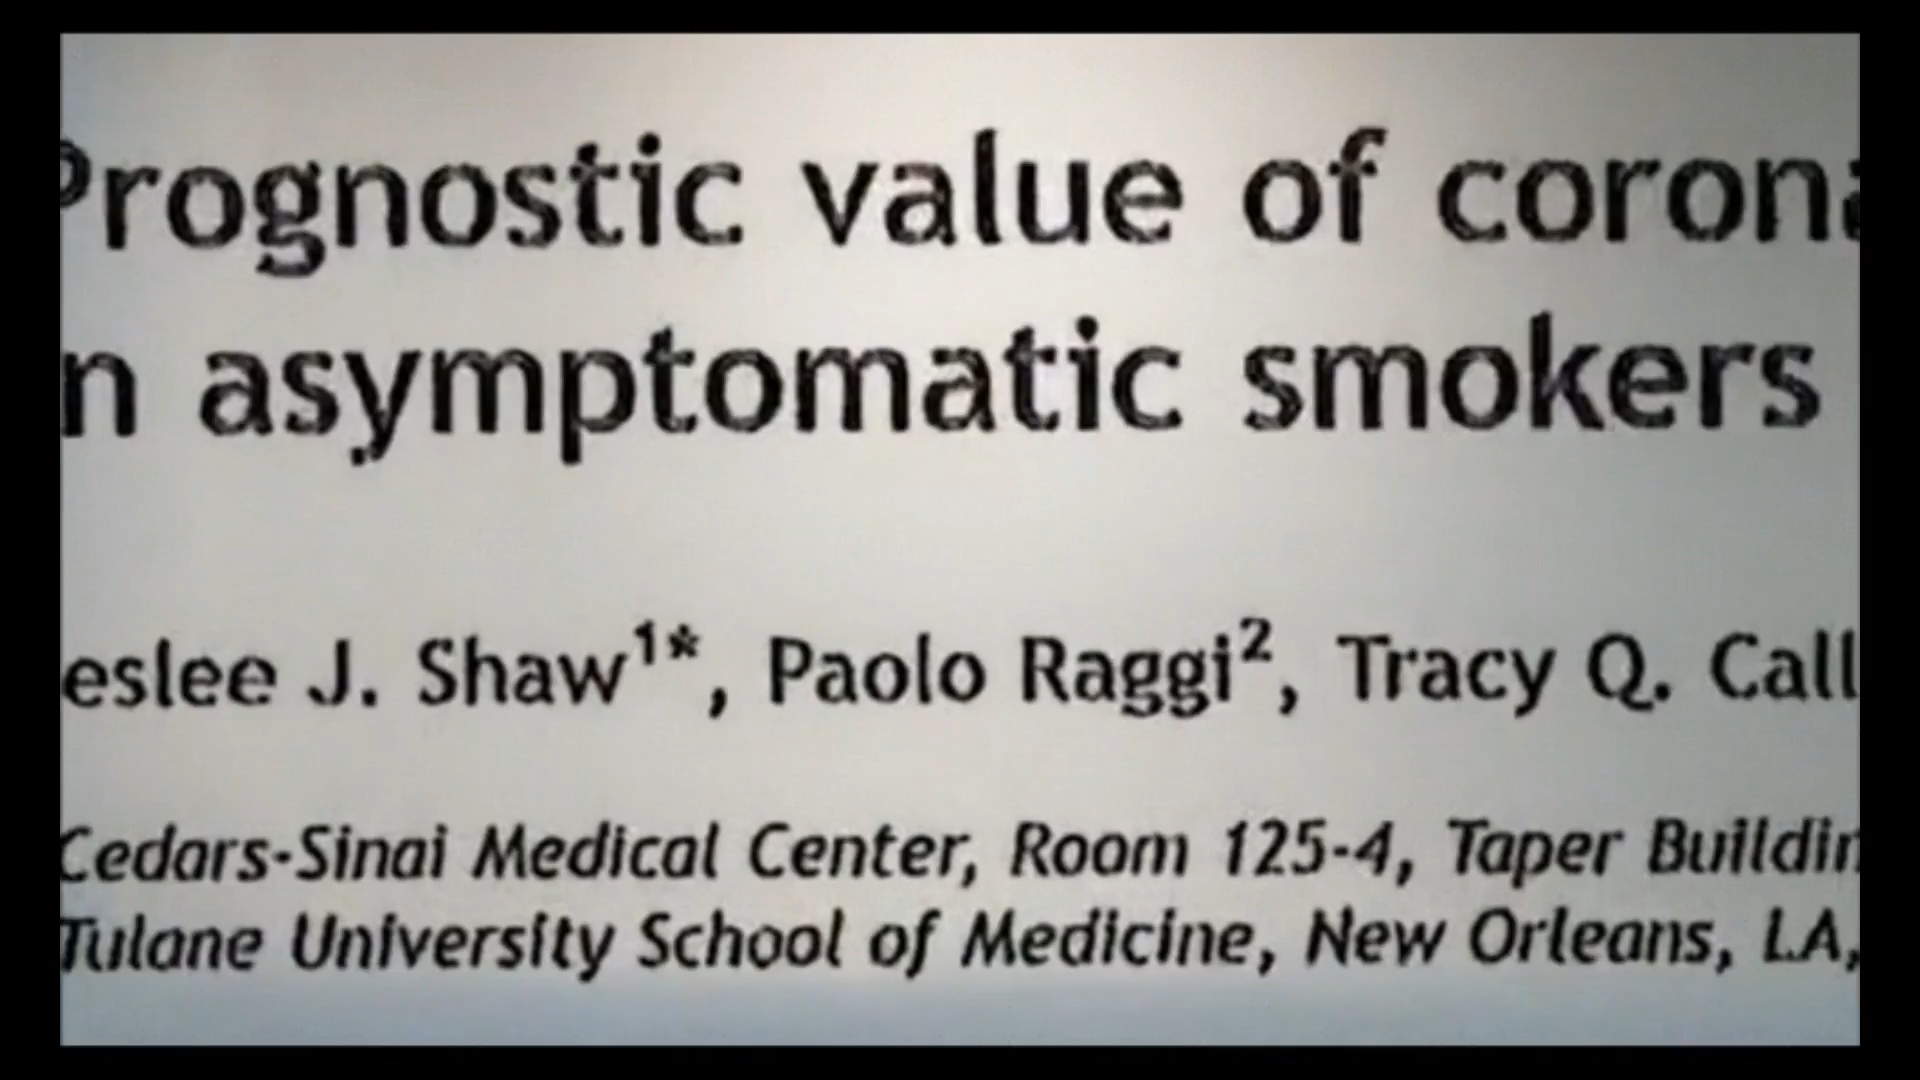 Prognostic value of corona
n asymptomatic smokers
eslee J. Shaw1*, Paolo Raggi2, Tracy Q. Call
Cedars-Sinai Medical Center, Room 125-4, Taper Buildin
Tulane University School of Medicine, New Orleans, LA,